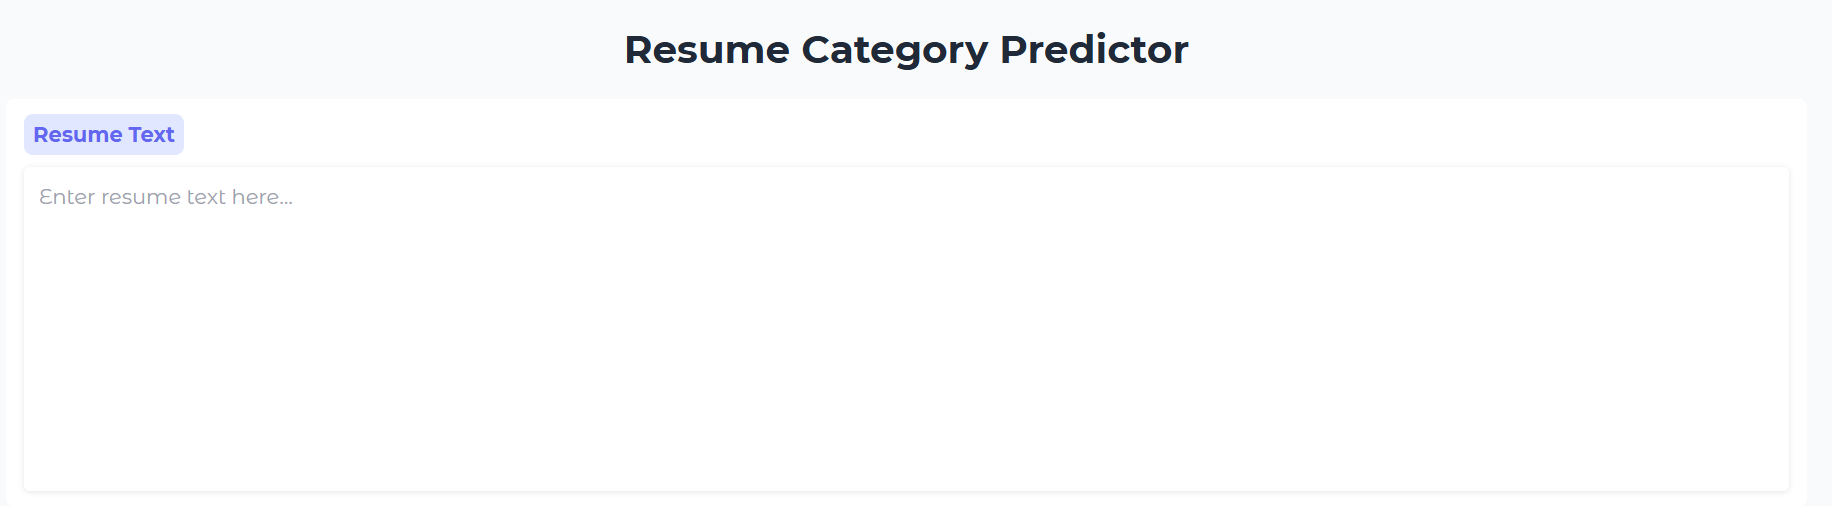 Resume Category Predictor
Resume Text
Enter resume text here...